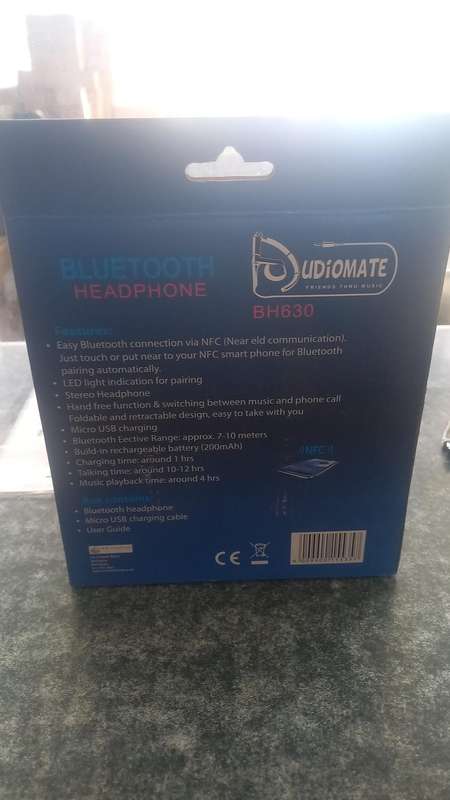 BLUETOOTH
HEADPHONE
AUDiOMATE
FRIENDS THRU MUSIC
BH630
Features:
• Easy Bluetooth connection via NFC (Near eld communication).
Just touch or put near to your NFC smart phone for Bluetooth
pairing automatically.
• LED light indication for pairing
• Stereo Headphone
• Hand free function & switching between music and phone call
Foldable and retractable design, easy to take with you
• Micro USB charging
• Bluetooth Eective Range: approx. 7-10 meters
• Build-in rechargeable battery (200mAh)
• Charging time: around 1 hrs
• Talking time: around 10-12 hrs
• Music playback time: around 4 hrs
NFC
Box contains:
• Bluetooth headphone
• Micro USB charging cable
• User Guide
CE